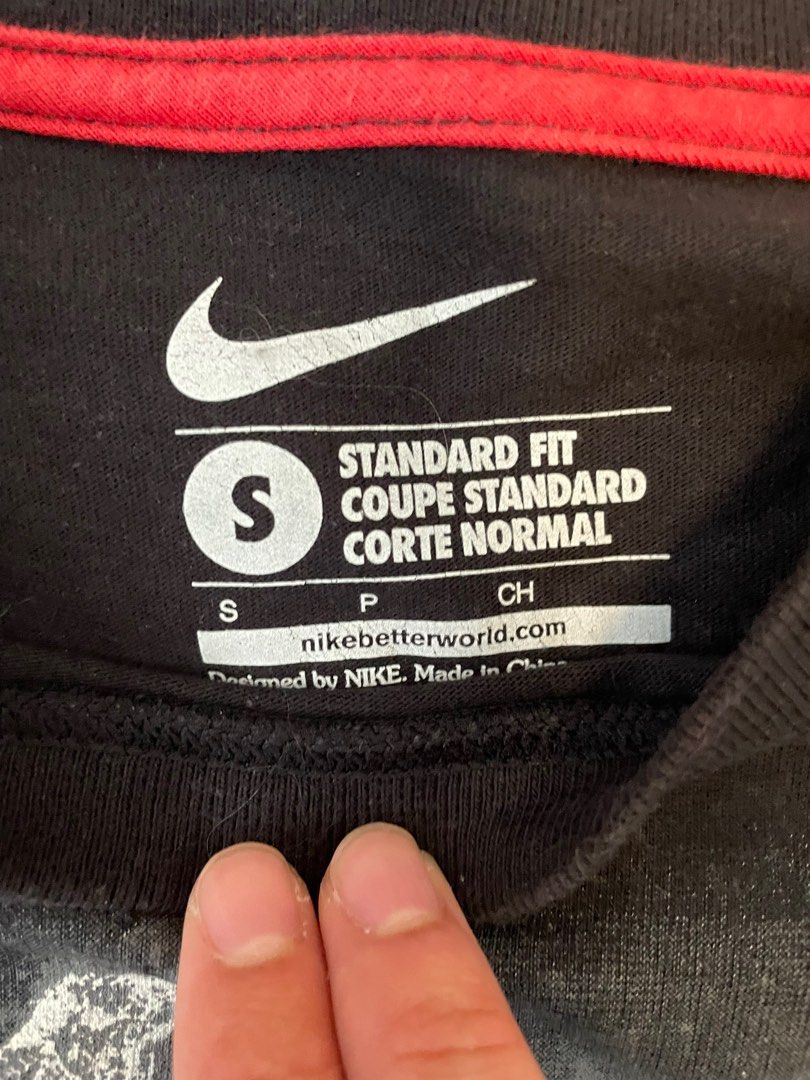 S
STANDARD FIT
COUPE STANDARD
CORTE NORMAL
S P CH
nikebetterworld.com
Designed by NIKE. Made in China